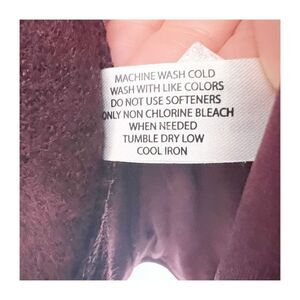 MACHINE WASH COLD
WASH WITH LIKE COLORS
DO NOT USE SOFTENERS
ONLY NON CHLORINE BLEACH
WHEN NEEDED
TUMBLE DRY LOW
COOL IRON